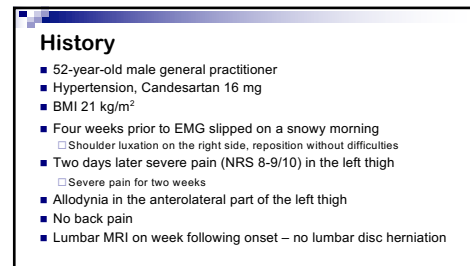 History
52-year-old male general practitioner
Hypertension, Candesartan 16 mg
BMI 21 kg/m²
Four weeks prior to EMG slipped on a snowy morning
Shoulder luxation on the right side, reposition without difficulties
Two days later severe pain (NRS 8-9/10) in the left thigh
Severe pain for two weeks
Allodynia in the anterolateral part of the left thigh
No back pain
Lumbar MRI on week following onset – no lumbar disc herniation